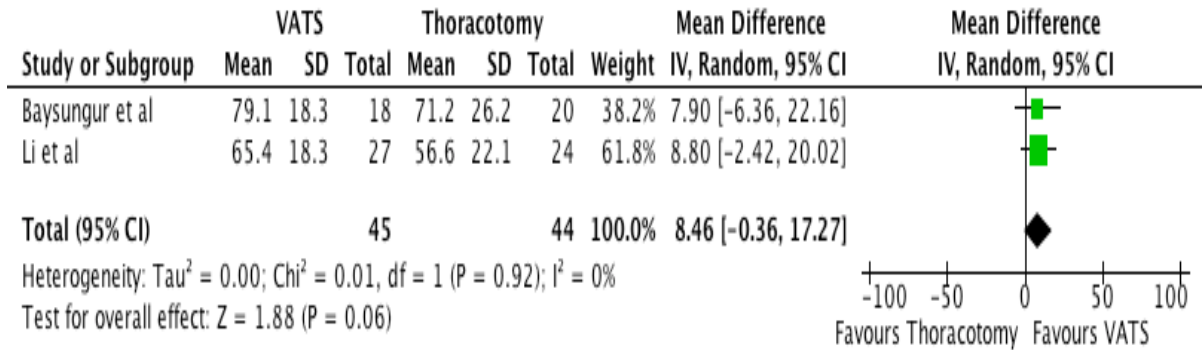 VATS Thoracotomy Mean Difference Mean Difference
Study or Subgroup Mean SD Total Mean SD Total Weight IV, Random, 95% CI IV, Random, 95% CI
Baysungur et al 79.1 18.3 18 71.2 26.2 20 38.2% 7.90 [-6.36, 22.16]
Li et al 65.4 18.3 27 56.6 22.1 24 61.8% 8.80 [-2.42, 20.02]
Total (95% CI) 45 44 100.0% 8.46 [-0.36, 17.27]
Heterogeneity: Tau² = 0.00; Chi² = 0.01, df = 1 (P = 0.92); I² = 0%
Test for overall effect: Z = 1.88 (P = 0.06)
-100 -50 0 50 100
Favours Thoracotomy Favours VATS